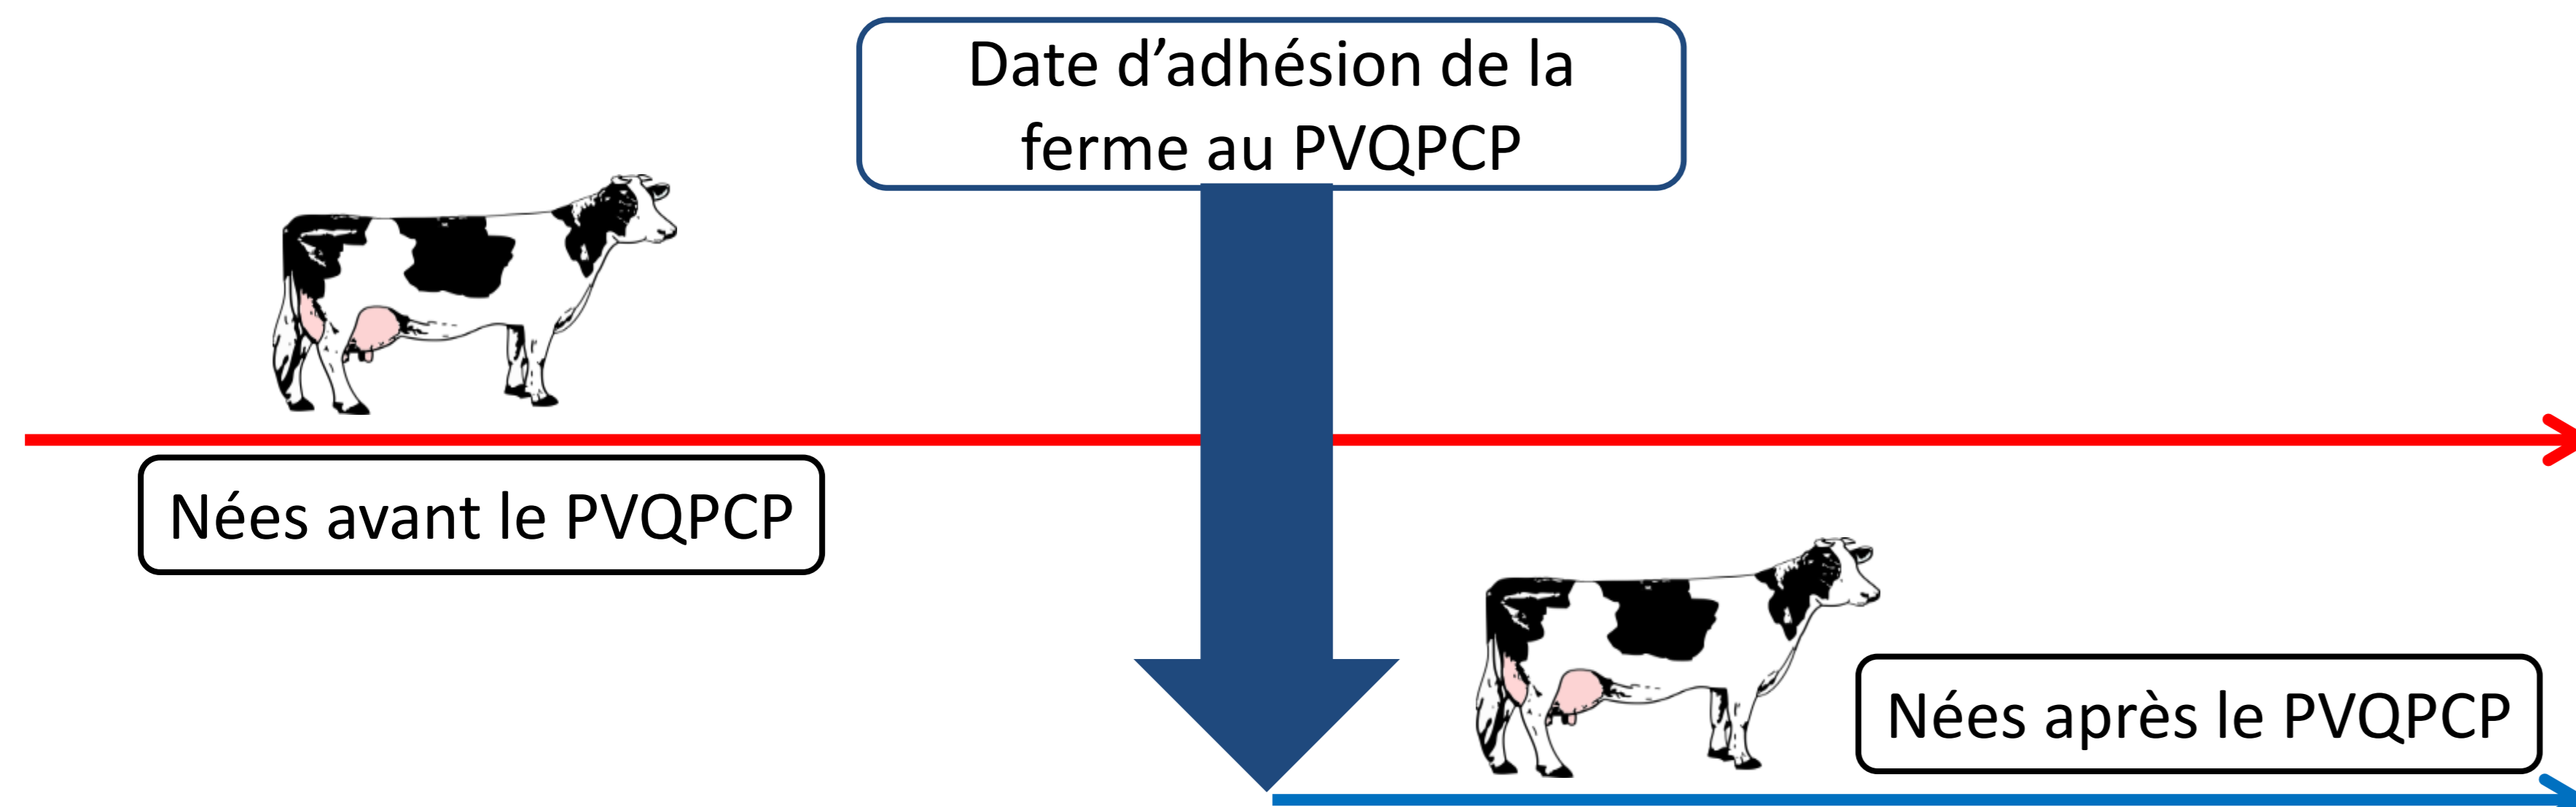 Date d’adhésion de la
ferme au PVQPCP
Nées avant le PVQPCP
Nées après le PVQPCP